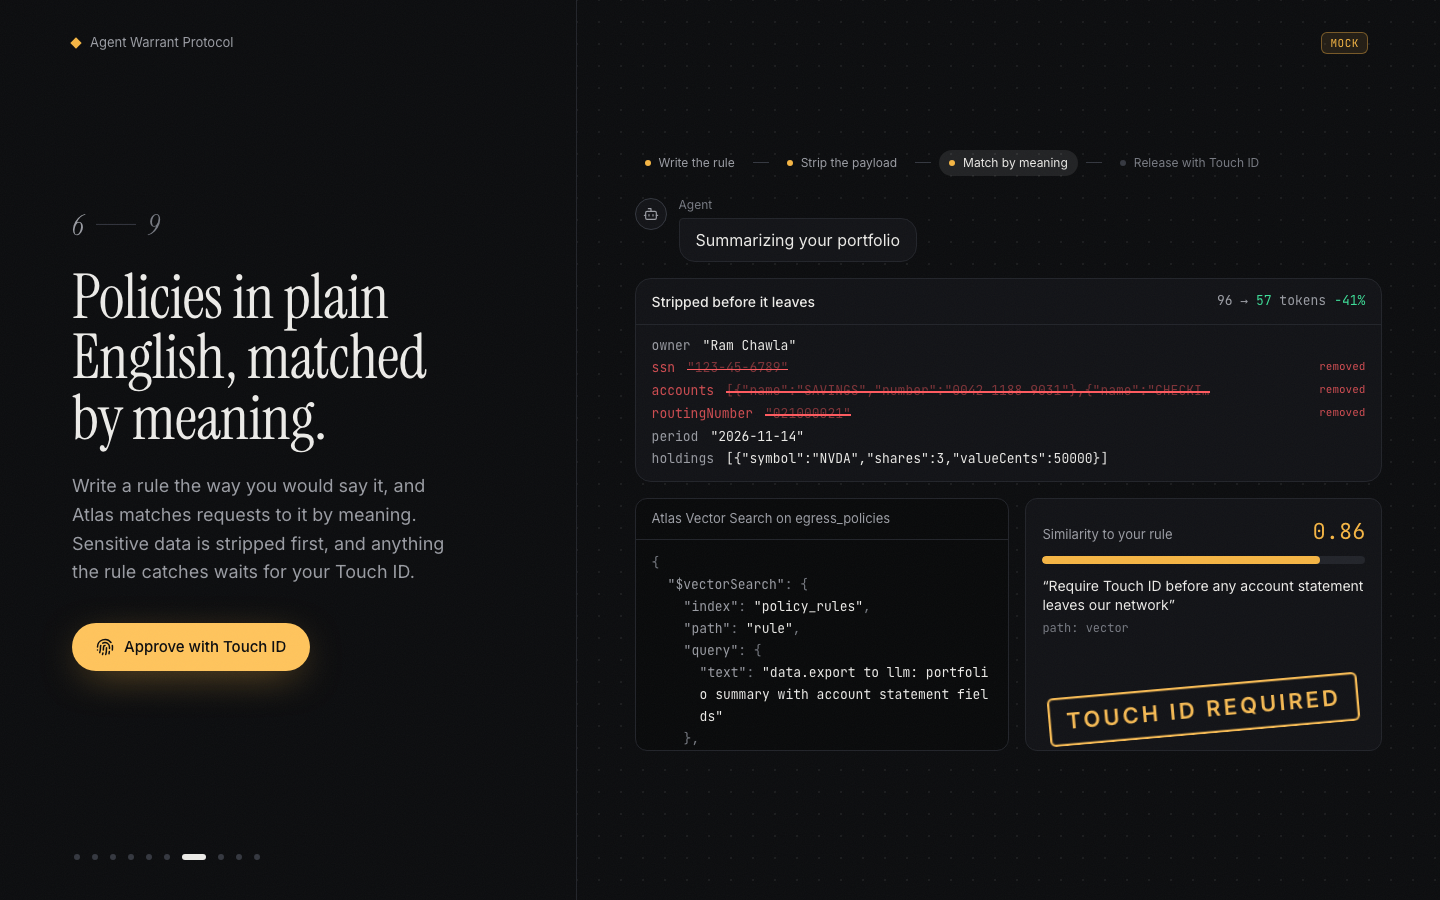 Agent Warrant Protocol
MOCK
6 — 9
Policies in plain
English, matched
by meaning.
Write a rule the way you would say it, and
Atlas matches requests to it by meaning.
Sensitive data is stripped first, and anything
the rule catches waits for your Touch ID.
Approve with Touch ID
Write the rule — Strip the payload — Match by meaning — Release with Touch ID
Agent
Summarizing your portfolio
Stripped before it leaves 96 → 57 tokens -41%
owner "Ram Chawla"
ssn "123-45-6789" removed
accounts [{"name":"SAVINGS","number":"0042 1188 9031"},{"name":"CHECKI… removed
routingNumber "021000021" removed
period "2026-11-14"
holdings [{"symbol":"NVDA","shares":3,"valueCents":50000}]
Atlas Vector Search on egress_policies
{
"$vectorSearch": {
"index": "policy_rules",
"path": "rule",
"query": {
"text": "data.export to llm: portfoli
o summary with account statement fiel
ds"
},
Similarity to your rule 0.86
“Require Touch ID before any account statement
leaves our network”
path: vector
TOUCH ID REQUIRED